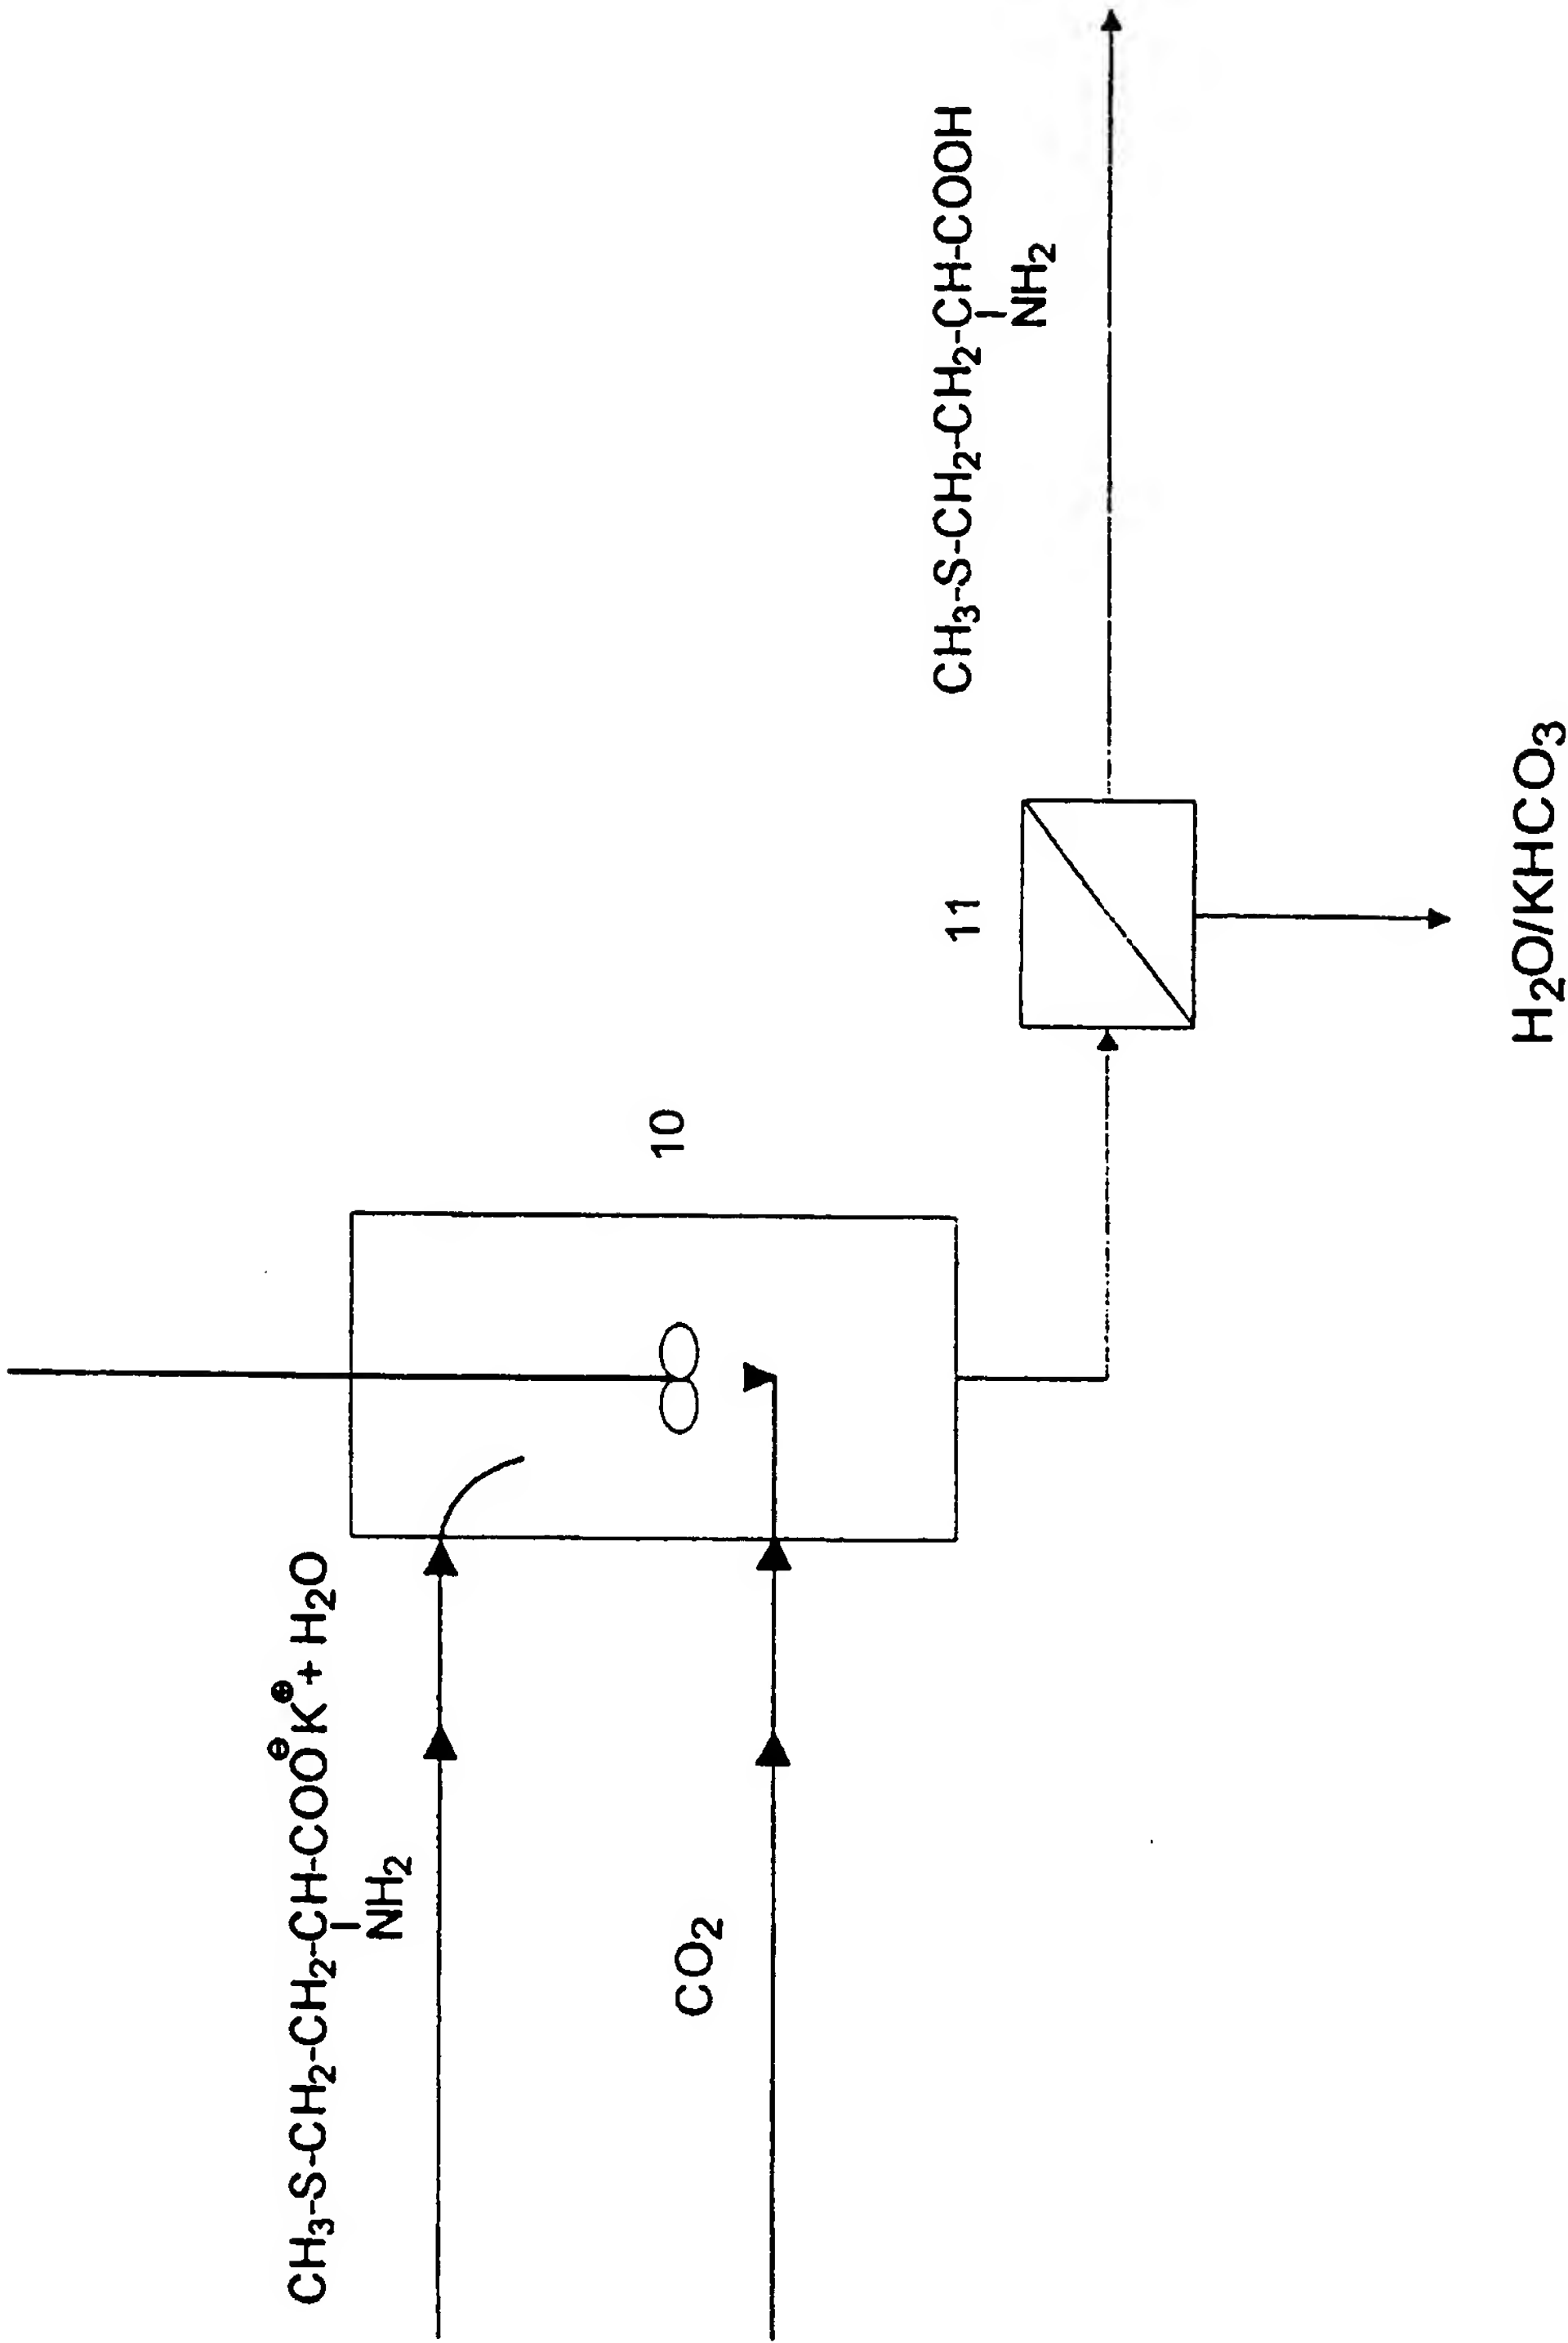 CH₃-S-CH₂-CH₂-CH-COO⊖K⊕ + H₂O
NH₂
CO₂
10
11
CH₃-S-CH₂-CH₂-CH-COOH
NH₂
H₂O/KHCO₃